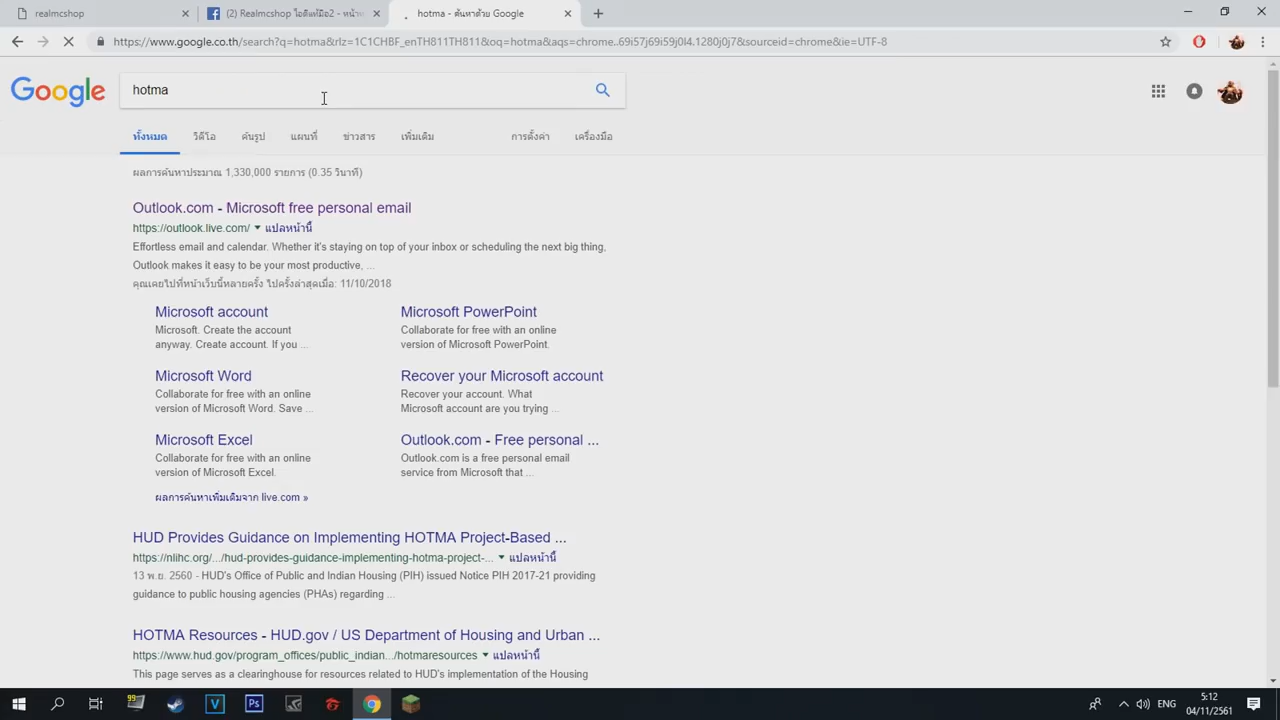 realmcshop
(2) Realmcshop ไอดีแท้มือ2 - หน้าห
hotma - ค้นหาด้วย Google
https://www.google.co.th/search?q=hotma&rlz=1C1CHBF_enTH811TH811&oq=hotma&aqs=chrome..69i57j69i59j0l4.1280j0j7&sourceid=chrome&ie=UTF-8
Google
hotma
ทั้งหมด วิดีโอ ค้นรูป แผนที่ ข่าวสาร เพิ่มเติม การตั้งค่า เครื่องมือ
ผลการค้นหาประมาณ 1,330,000 รายการ (0.35 วินาที)
Outlook.com - Microsoft free personal email
https://outlook.live.com/ แปลหน้านี้
Effortless email and calendar. Whether it's staying on top of your inbox or scheduling the next big thing,
Outlook makes it easy to be your most productive, ...
คุณเคยไปที่หน้าเว็บนี้หลายครั้ง ไปครั้งล่าสุดเมื่อ: 11/10/2018
Microsoft account
Microsoft. Create the account
anyway. Create account. If you ...
Microsoft PowerPoint
Collaborate for free with an online
version of Microsoft PowerPoint.
Microsoft Word
Collaborate for free with an online
version of Microsoft Word. Save ...
Recover your Microsoft account
Recover your account. What
Microsoft account are you trying ...
Microsoft Excel
Collaborate for free with an online
version of Microsoft Excel.
Outlook.com - Free personal ...
Outlook.com is a free personal email
service from Microsoft that ...
ผลการค้นหาเพิ่มเติมจาก live.com »
HUD Provides Guidance on Implementing HOTMA Project-Based ...
https://nlihc.org/.../hud-provides-guidance-implementing-hotma-project-... แปลหน้านี้
13 พ.ย. 2560 - HUD's Office of Public and Indian Housing (PIH) issued Notice PIH 2017-21 providing
guidance to public housing agencies (PHAs) regarding ...
HOTMA Resources - HUD.gov / US Department of Housing and Urban ...
https://www.hud.gov/program_offices/public_indian.../hotmaresources แปลหน้านี้
This page serves as a clearinghouse for resources related to HUD's implementation of the Housing
99
V
Ps
ENG
5:12
04/11/2561